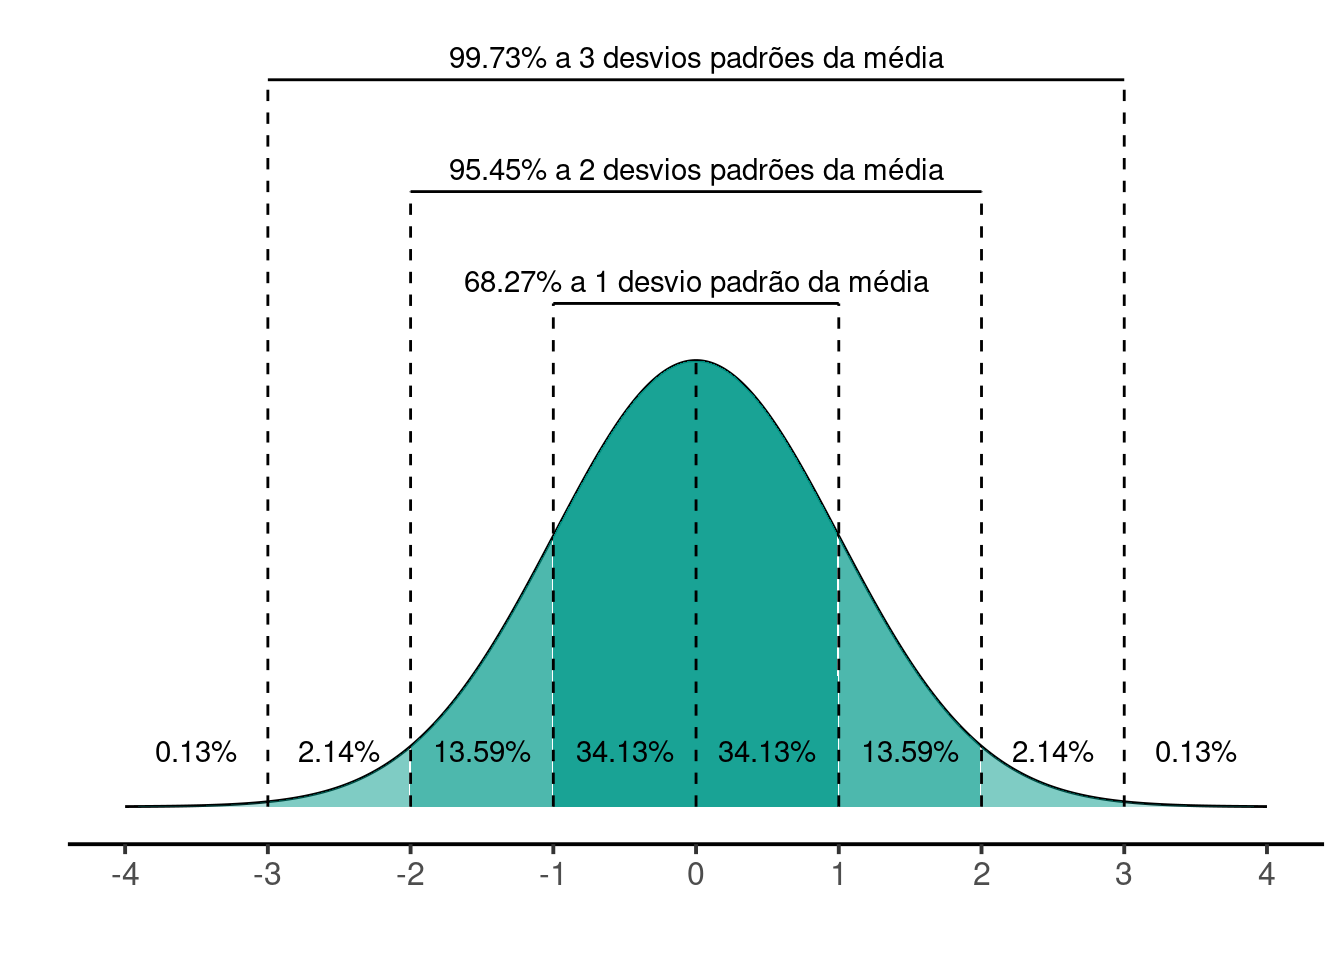 99.73% a 3 desvios padrões da média
95.45% a 2 desvios padrões da média
68.27% a 1 desvio padrão da média
0.13% 2.14% 13.59% 34.13% 34.13% 13.59% 2.14% 0.13%
-4 -3 -2 -1 0 1 2 3 4